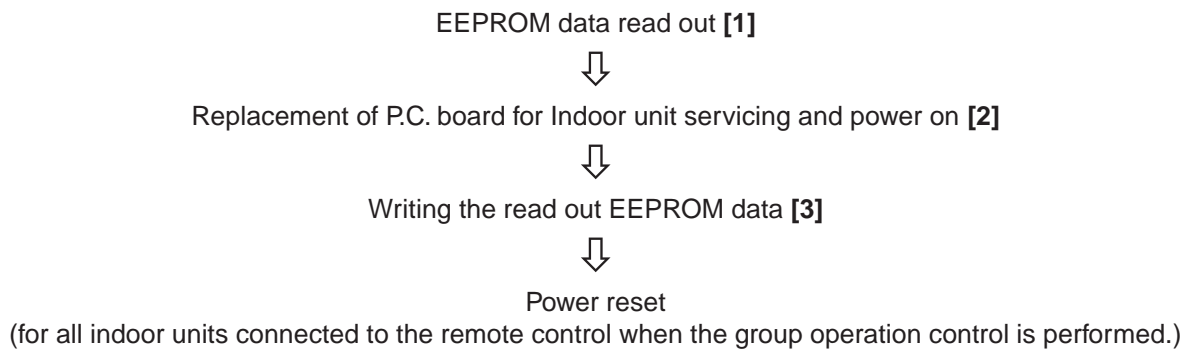 EEPROM data read out [1]
Replacement of P.C. board for Indoor unit servicing and power on [2]
Writing the read out EEPROM data [3]
Power reset
(for all indoor units connected to the remote control when the group operation control is performed.)